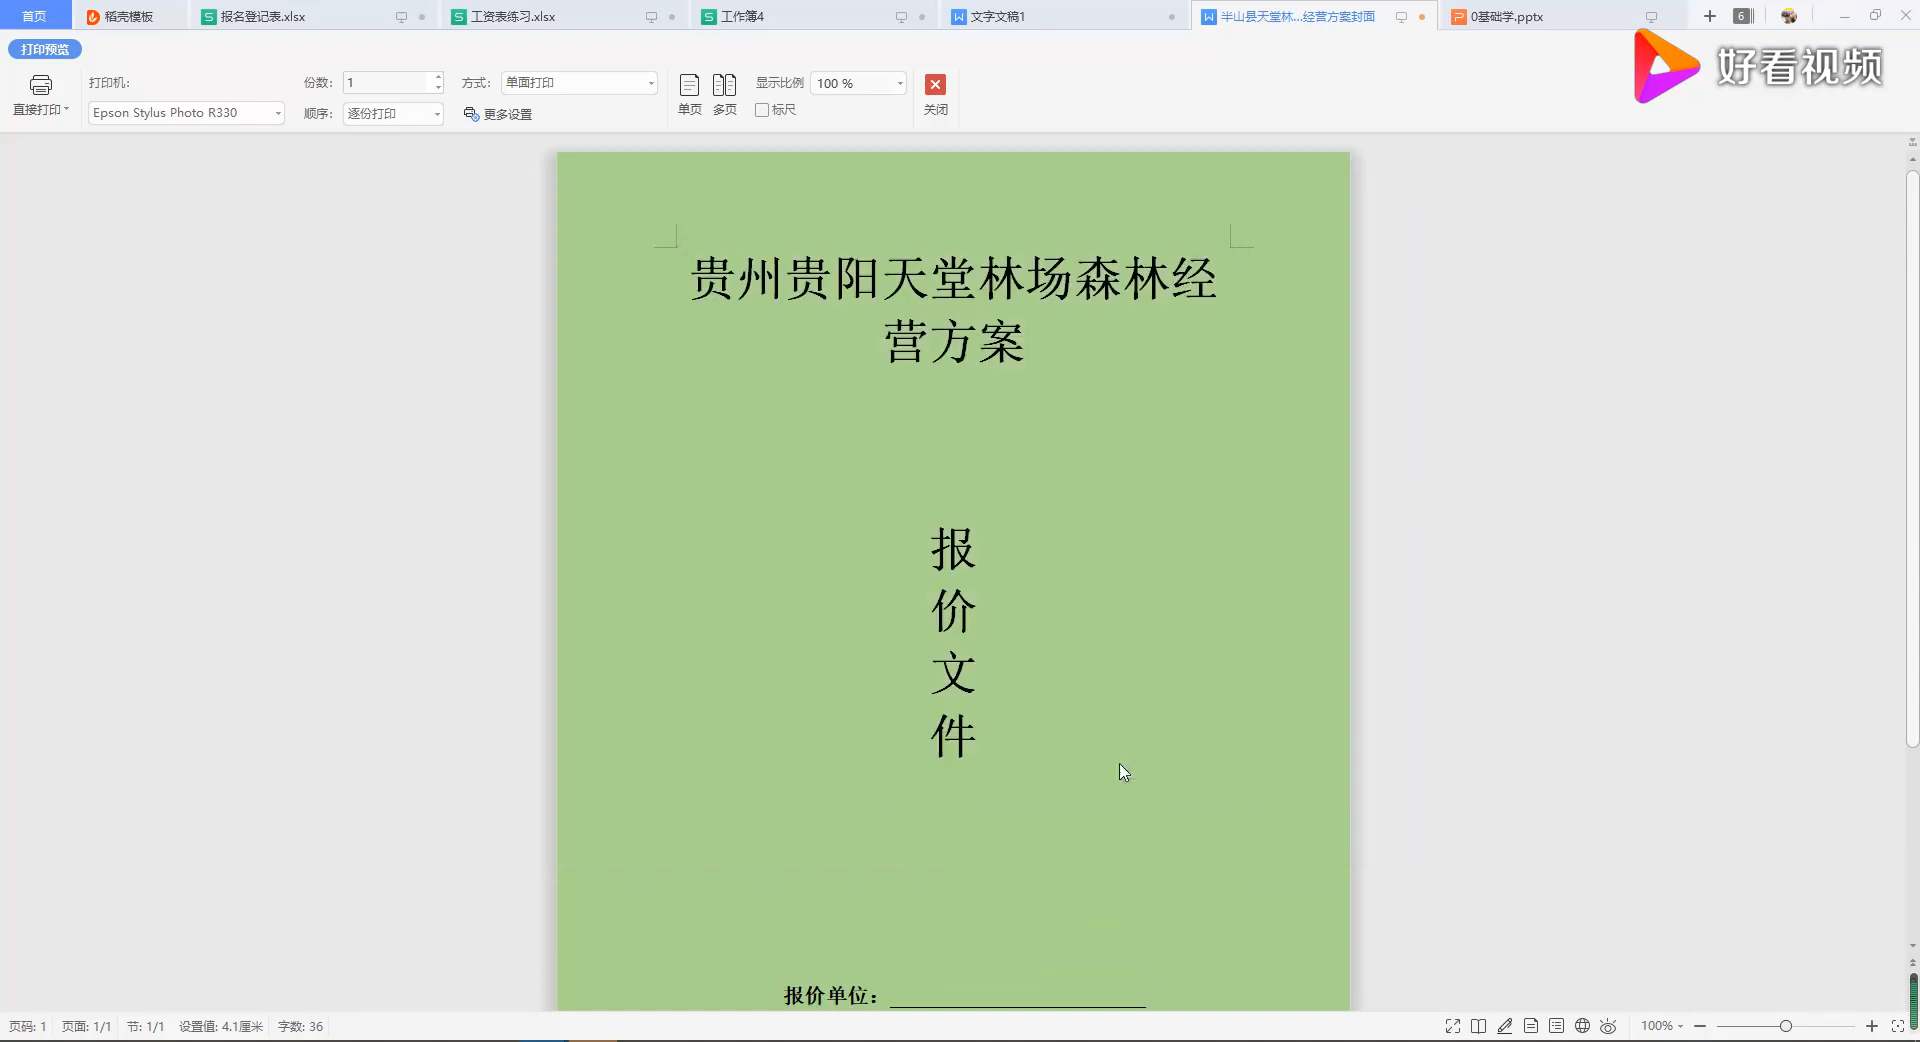 首页
稻壳模板
报名登记表.xlsx
工资表练习.xlsx
工作簿4
文字文稿1
半山县天堂林...经营方案封面
0基础学.pptx
6
打印预览
好看视频
直接打印
打印机:
Epson Stylus Photo R330
份数: 1
顺序: 逐份打印
方式: 单面打印
更多设置
单页
多页
显示比例 100 %
标尺
关闭
贵州贵阳天堂林场森林经
营方案
报
价
文
件
报价单位：
页码: 1 页面: 1/1 节: 1/1 设置值: 4.1厘米 字数: 36
100%